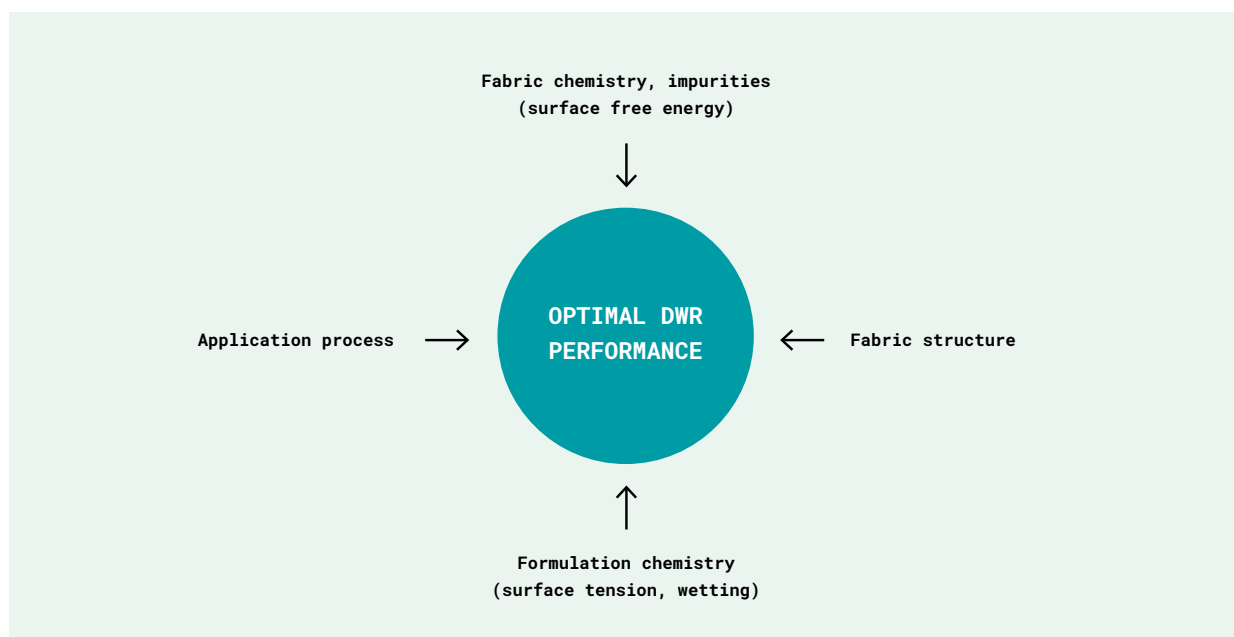 Fabric chemistry, impurities
(surface free energy)
OPTIMAL DWR
PERFORMANCE
Application process
Fabric structure
Formulation chemistry
(surface tension, wetting)